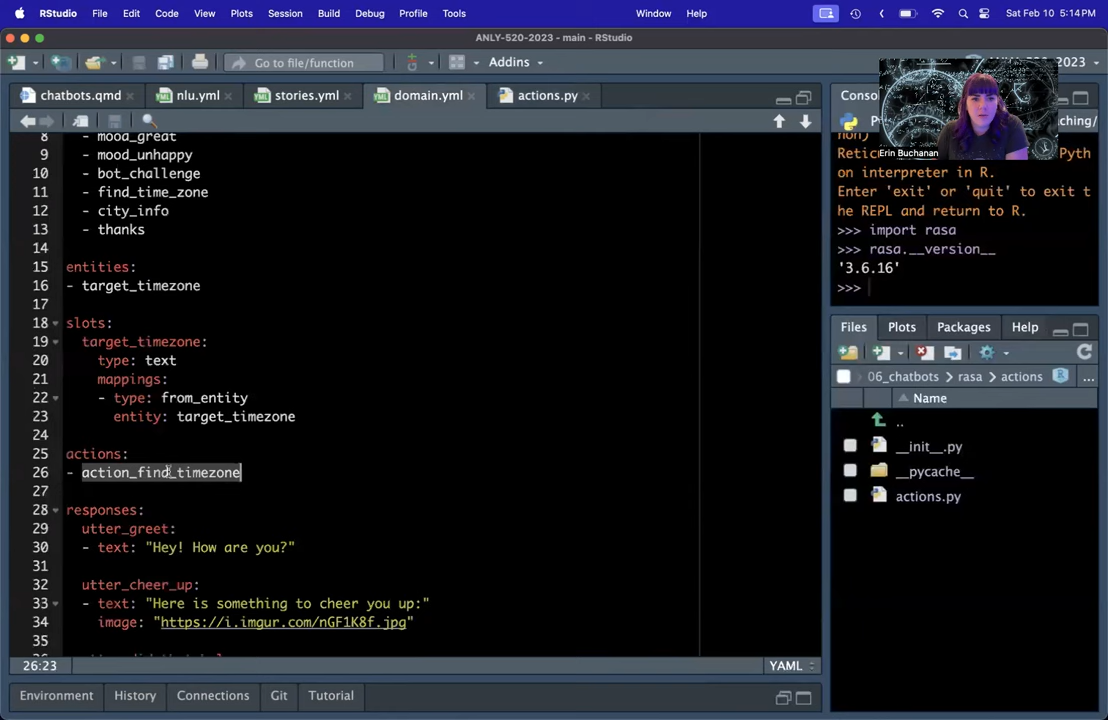 RStudio File Edit Code View Plots Session Build Debug Profile Tools Window Help Sat Feb 10 5:14 PM
ANLY-520-2023 - main - RStudio
Go to file/function Addins 2023
chatbots.qmd nlu.yml stories.yml domain.yml actions.py
8 - mood_great
9 - mood_unhappy
10 - bot_challenge
11 - find_time_zone
12 - city_info
13 - thanks
14
15 entities:
16 - target_timezone
17
18 slots:
19 target_timezone:
20 type: text
21 mappings:
22 - type: from_entity
23 entity: target_timezone
24
25 actions:
26 - action_find_timezone
27
28 responses:
29 utter_greet:
30 - text: "Hey! How are you?"
31
32 utter_cheer_up:
33 - text: "Here is something to cheer you up:"
34 image: "https://i.imgur.com/nGF1K8f.jpg"
35
26:23 YAML
Environment History Connections Git Tutorial
Erin Buchanan
ching/
on)
Retic Pyth
on interpreter in R.
Enter 'exit' or 'quit' to exit t
he REPL and return to R.
>>> import rasa
>>> rasa.__version__
'3.6.16'
>>>
Files Plots Packages Help
06_chatbots > rasa > actions ...
Name
..
__init__.py
__pycache__
actions.py